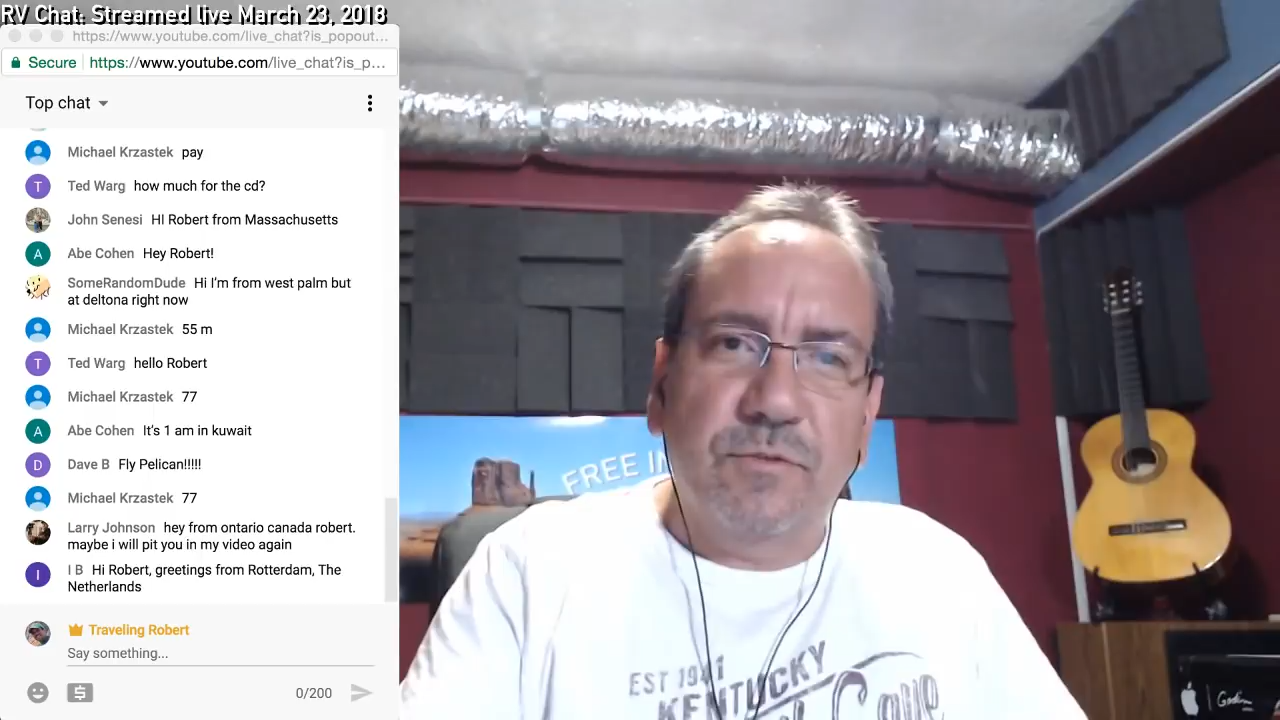 RV Chat. Streamed live March 23, 2018
https://www.youtube.com/live_chat?is_popout...
Secure https://www.youtube.com/live_chat?is_p...
Top chat
Michael Krzastek pay
Ted Warg how much for the cd?
John Senesi HI Robert from Massachusetts
Abe Cohen Hey Robert!
SomeRandomDude Hi I'm from west palm but
at deltona right now
Michael Krzastek 55 m
Ted Warg hello Robert
Michael Krzastek 77
Abe Cohen It's 1 am in kuwait
Dave B Fly Pelican!!!!!
Michael Krzastek 77
Larry Johnson hey from ontario canada robert.
maybe i will pit you in my video again
I B Hi Robert, greetings from Rotterdam, The
Netherlands
Traveling Robert
Say something...
0/200
T
A
T
A
D
I
FREE IN
EST 1941
KENTUCKY
Cave
Godin